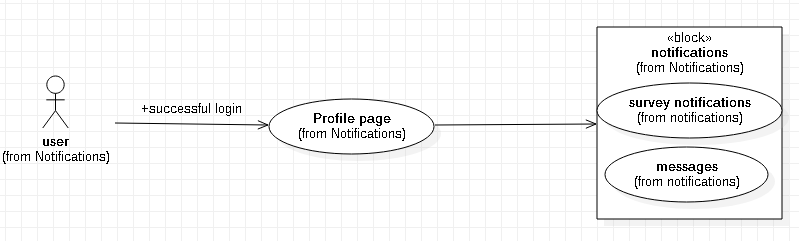 +successful login
user
(from Notifications)
Profile page
(from Notifications)
«block»
notifications
(from Notifications)
survey notifications
(from notifications)
messages
(from notifications)